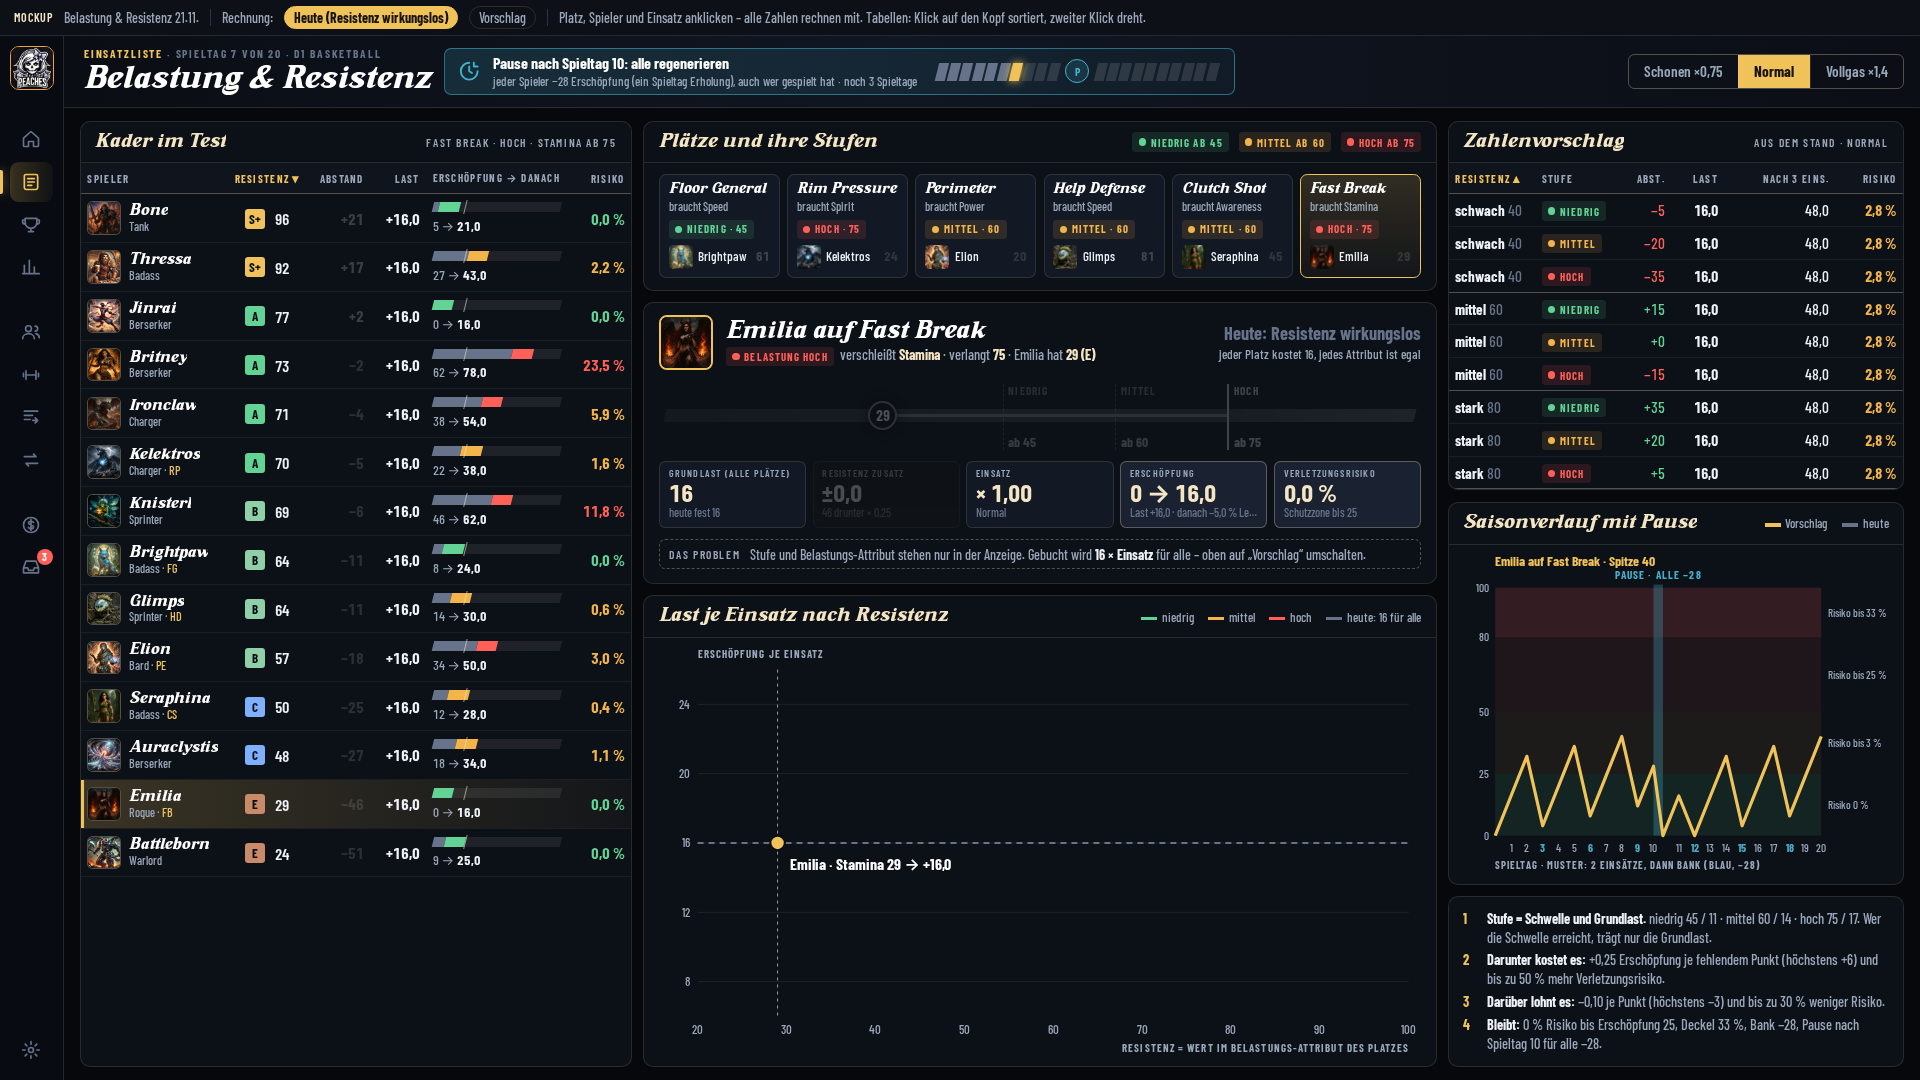 MOCKUP Belastung & Resistenz 21.11. Rechnung: Heute (Resistenz wirkungslos) Vorschlag Platz, Spieler und Einsatz anklicken – alle Zahlen rechnen mit. Tabellen: Klick auf den Kopf sortiert, zweiter Klick dreht.
EINSATZLISTE · SPIELTAG 7 VON 20 · D1 BASKETBALL
Belastung & Resistenz
Pause nach Spieltag 10: alle regenerieren
jeder Spieler −28 Erschöpfung (ein Spieltag Erholung), auch wer gespielt hat · noch 3 Spieltage
P
Schonen ×0,75 Normal Vollgas ×1,4
3
Kader im Test FAST BREAK · HOCH · STAMINA AB 75
SPIELER RESISTENZ▼ ABSTAND LAST ERSCHÖPFUNG → DANACH RISIKO
Bone Tank S+ 96 +21 +16,0 5 → 21,0 0,0 %
Thressa Badass S+ 92 +17 +16,0 27 → 43,0 2,2 %
Jinrai Berserker A 77 +2 +16,0 0 → 16,0 0,0 %
Britney Berserker A 73 −2 +16,0 62 → 78,0 23,5 %
Ironclaw Charger A 71 −4 +16,0 38 → 54,0 5,9 %
Kelektros Charger · RP A 70 −5 +16,0 22 → 38,0 1,6 %
Knisterl Sprinter B 69 −6 +16,0 46 → 62,0 11,8 %
Brightpaw Badass · FG B 64 −11 +16,0 8 → 24,0 0,0 %
Glimps Sprinter · HD B 64 −11 +16,0 14 → 30,0 0,6 %
Elion Bard · PE B 57 −18 +16,0 34 → 50,0 3,0 %
Seraphina Badass · CS C 50 −25 +16,0 12 → 28,0 0,4 %
Auraclystis Berserker C 48 −27 +16,0 18 → 34,0 1,1 %
Emilia Rogue · FB E 29 −46 +16,0 0 → 16,0 0,0 %
Battleborn Warlord E 24 −51 +16,0 9 → 25,0 0,0 %
Plätze und ihre Stufen NIEDRIG AB 45 MITTEL AB 60 HOCH AB 75
Floor General braucht Speed NIEDRIG · 45 Brightpaw 61
Rim Pressure braucht Spirit HOCH · 75 Kelektros 24
Perimeter braucht Power MITTEL · 60 Elion 20
Help Defense braucht Speed MITTEL · 60 Glimps 81
Clutch Shot braucht Awareness MITTEL · 60 Seraphina 45
Fast Break braucht Stamina HOCH · 75 Emilia 29
Emilia auf Fast Break
BELASTUNG HOCH verschleißt Stamina · verlangt 75 · Emilia hat 29 (E)
Heute: Resistenz wirkungslos
jeder Platz kostet 16, jedes Attribut ist egal
NIEDRIG MITTEL HOCH
29
ab 45 ab 60 ab 75
GRUNDLAST (ALLE PLÄTZE) 16 heute fest 16
RESISTENZ ZUSATZ ±0,0 46 drunter × 0,25
EINSATZ × 1,00 Normal
ERSCHÖPFUNG 0 → 16,0 Last +16,0 · danach −5,0 % Le...
VERLETZUNGSRISIKO 0,0 % Schutzzone bis 25
DAS PROBLEM Stufe und Belastungs-Attribut stehen nur in der Anzeige. Gebucht wird 16 × Einsatz für alle – oben auf „Vorschlag“ umschalten.
Last je Einsatz nach Resistenz niedrig mittel hoch heute: 16 für alle
ERSCHÖPFUNG JE EINSATZ
24
20
16
12
8
Emilia · Stamina 29 → +16,0
20 30 40 50 60 70 80 90 100
RESISTENZ = WERT IM BELASTUNGS-ATTRIBUT DES PLATZES
Zahlenvorschlag AUS DEM STAND · NORMAL
RESISTENZ▲ STUFE ABST. LAST NACH 3 EINS. RISIKO
schwach 40 NIEDRIG −5 16,0 48,0 2,8 %
schwach 40 MITTEL −20 16,0 48,0 2,8 %
schwach 40 HOCH −35 16,0 48,0 2,8 %
mittel 60 NIEDRIG +15 16,0 48,0 2,8 %
mittel 60 MITTEL +0 16,0 48,0 2,8 %
mittel 60 HOCH −15 16,0 48,0 2,8 %
stark 80 NIEDRIG +35 16,0 48,0 2,8 %
stark 80 MITTEL +20 16,0 48,0 2,8 %
stark 80 HOCH +5 16,0 48,0 2,8 %
Saisonverlauf mit Pause Vorschlag heute
Emilia auf Fast Break · Spitze 40
PAUSE · ALLE −28
100
80
50
25
0
Risiko bis 33 %
Risiko bis 25 %
Risiko bis 3 %
Risiko 0 %
1 2 3 4 5 6 7 8 9 10 11 12 13 14 15 16 17 18 19 20
SPIELTAG · MUSTER: 2 EINSÄTZE, DANN BANK (BLAU, −28)
1 Stufe = Schwelle und Grundlast. niedrig 45 / 11 · mittel 60 / 14 · hoch 75 / 17. Wer
die Schwelle erreicht, trägt nur die Grundlast.
2 Darunter kostet es: +0,25 Erschöpfung je fehlendem Punkt (höchstens +6) und
bis zu 50 % mehr Verletzungsrisiko.
3 Darüber lohnt es: −0,10 je Punkt (höchstens −3) und bis zu 30 % weniger Risiko.
4 Bleibt: 0 % Risiko bis Erschöpfung 25, Deckel 33 %, Bank −28, Pause nach
Spieltag 10 für alle −28.